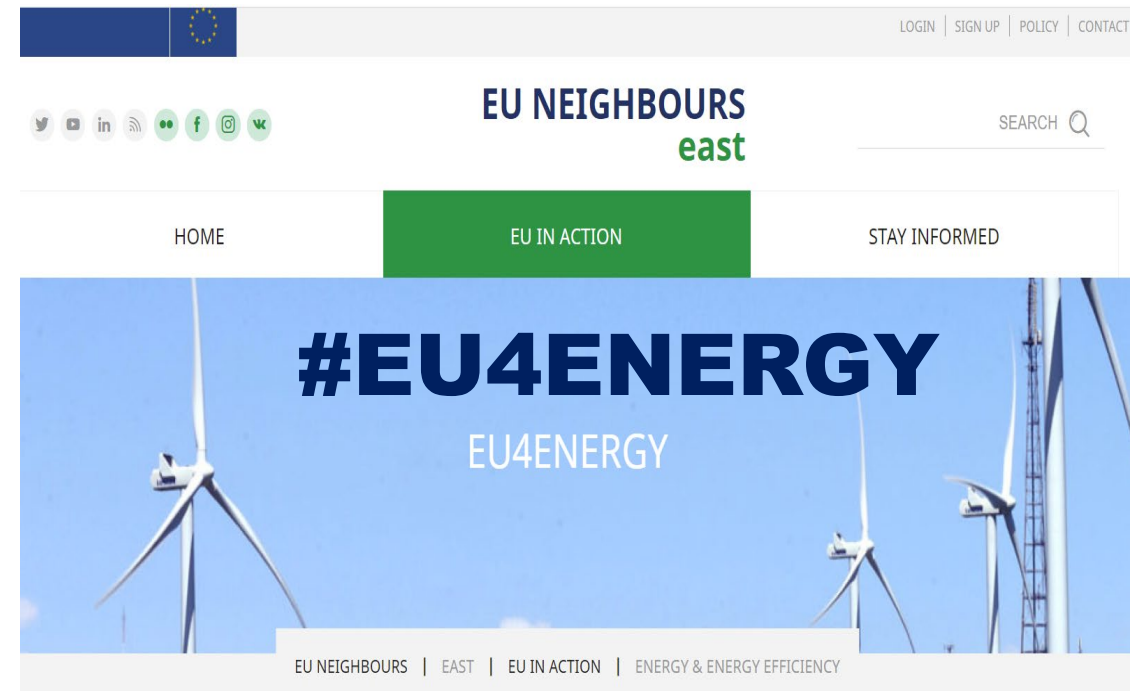 LOGIN | SIGN UP | POLICY | CONTACT
EU NEIGHBOURS
east
SEARCH
HOME
EU IN ACTION
STAY INFORMED
#EU4ENERGY
EU4ENERGY
EU NEIGHBOURS | EAST | EU IN ACTION | ENERGY & ENERGY EFFICIENCY